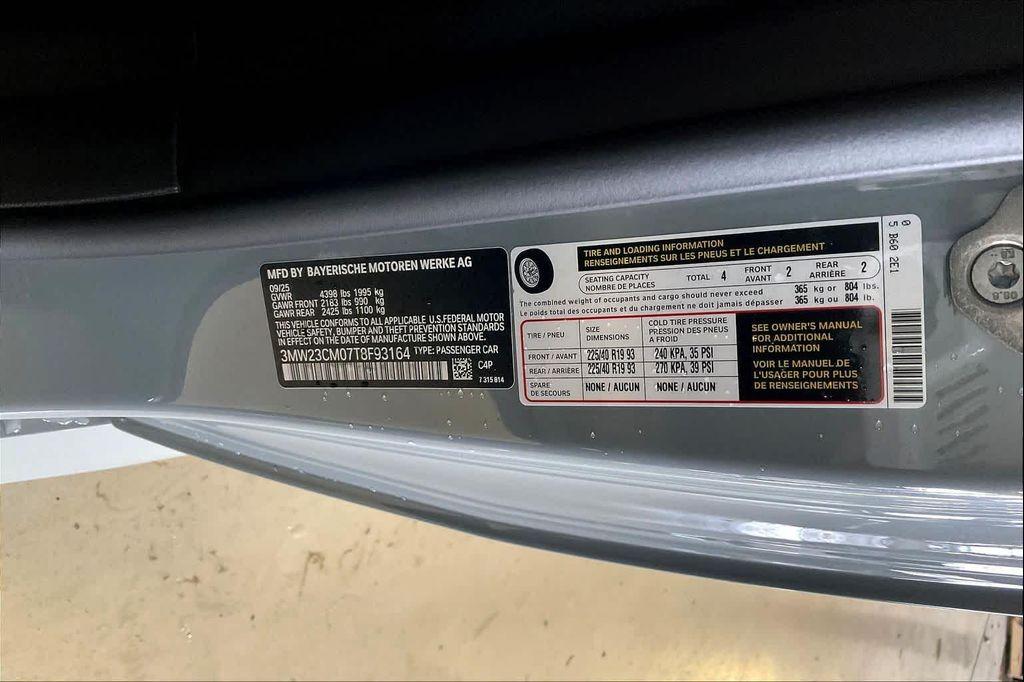 MFD BY BAYERISCHE MOTOREN WERKE AG
09/25
GVWR 4398 lbs 1995 kg
GAWR FRONT 2183 lbs 990 kg
GAWR REAR 2425 lbs 1100 kg
THIS VEHICLE CONFORMS TO ALL APPLICABLE U.S.FEDERAL MOTOR
VEHICLE SAFETY, BUMPER AND THEFT PREVENTION STANDARDS
IN EFFECT ON THE DATE OF MANUFACTURE SHOWN ABOVE.
3MW23CM07T8F93164 TYPE: PASSENGER CAR
C4P
7 315 814
TIRE AND LOADING INFORMATION
RENSEIGNEMENTS SUR LES PNEUS ET LE CHARGEMENT
SEATING CAPACITY
NOMBRE DE PLACES
TOTAL 4
FRONT
AVANT 2
REAR
ARRIÈRE 2
The combined weight of occupants and cargo should never exceed 365 kg or 804 lbs.
Le poids total des occupants et du chargement ne doit jamais dépasser 365 kg ou 804 lb.
TIRE / PNEU
SIZE
DIMENSIONS
COLD TIRE PRESSURE
PRESSION DES PNEUS
A FROID
FRONT / AVANT 225/40 R19 93 240 KPA, 35 PSI
REAR / ARRIÈRE 225/40 R19 93 270 KPA, 39 PSI
SPARE
DE SECOURS
NONE / AUCUN NONE / AUCUN
SEE OWNER'S MANUAL
FOR ADDITIONAL
INFORMATION
VOIR LE MANUEL DE
L'USAGER POUR PLUS
DE RENSEIGNEMENTS
0
5 B60 2E1